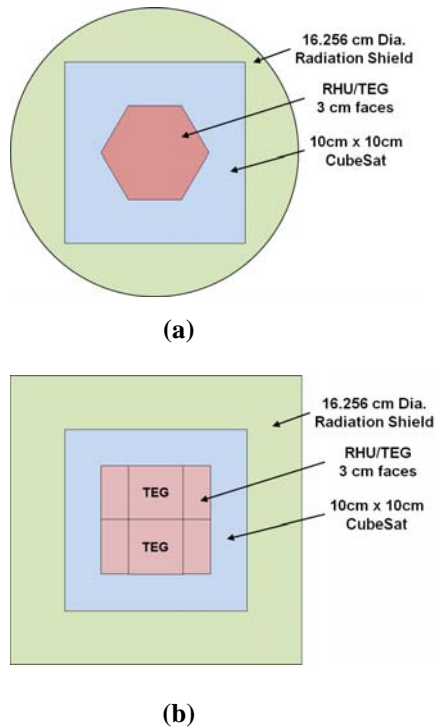 16.256 cm Dia.
Radiation Shield
RHU/TEG
3 cm faces
10cm x 10cm
CubeSat
(a)
16.256 cm Dia.
Radiation Shield
RHU/TEG
3 cm faces
10cm x 10cm
CubeSat
TEG
TEG
(b)